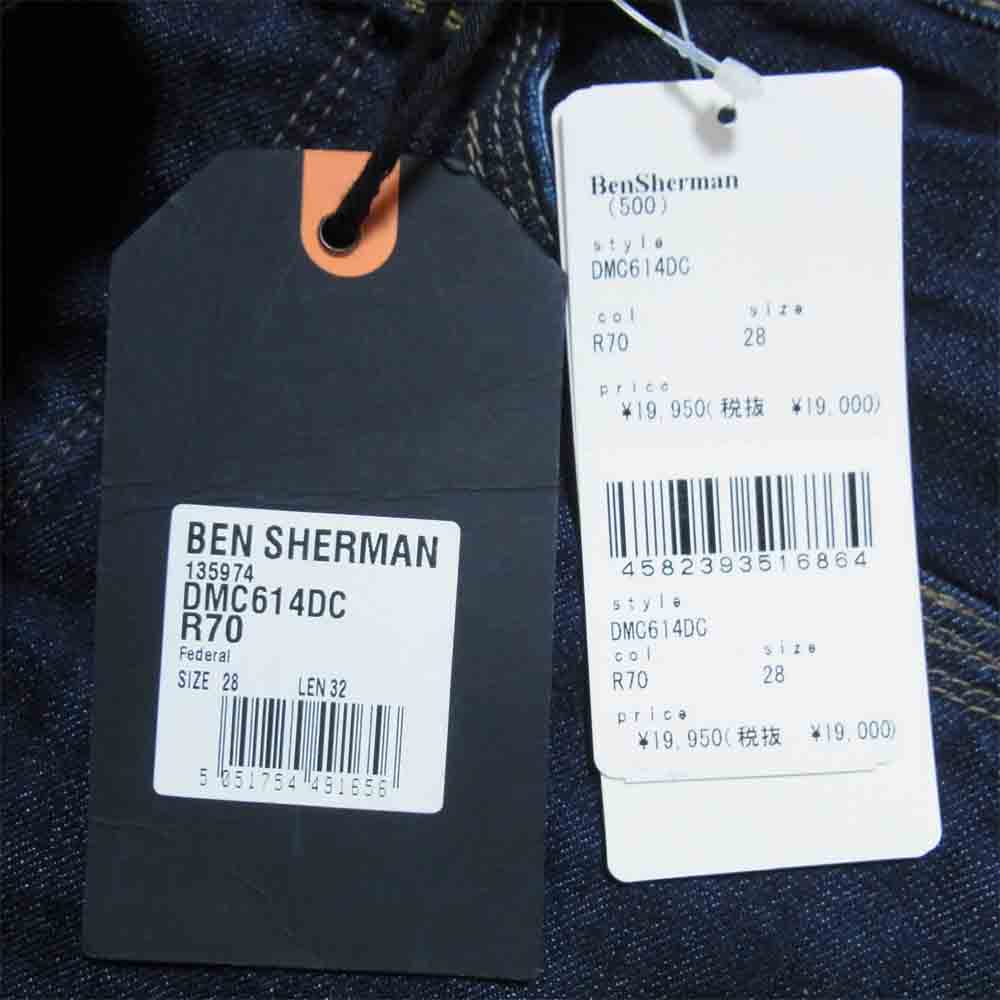 BEN SHERMAN
135974
DMC614DC
R70
Federal
SIZE 28 LEN 32
5 051754 491656
BenSherman
(500)
style
DMC614DC
col size
R70 28
price
¥19,950(税抜 ¥19,000)
4582393516864
style
DMC614DC
col size
R70 28
price
¥19,950(税抜 ¥19,000)